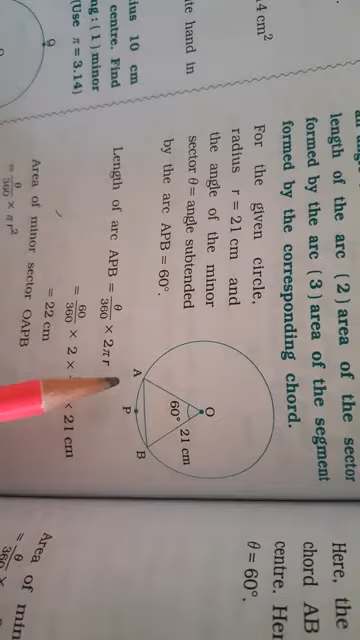 length of the arc (2) area of the sector
formed by the arc (3) area of the segment
formed by the corresponding chord.
For the given circle,
radius r = 21 cm and
the angle of the minor
sector θ = angle subtended
by the arc APB = 60°.
O
60°
21 cm
A
P
B
Length of arc APB = θ/360 × 2πr
= 60/360 × 2 × × 21 cm
= 22 cm
Area of minor sector OAPB
= θ/360 × πr²
4 cm²
te hand in
ius 10 cm
centre. Find
ng : (1) minor
(Use π = 3.14)
Q
Here, the
chord AB
centre. Her
θ = 60°.
Area of min
= θ/360 ×